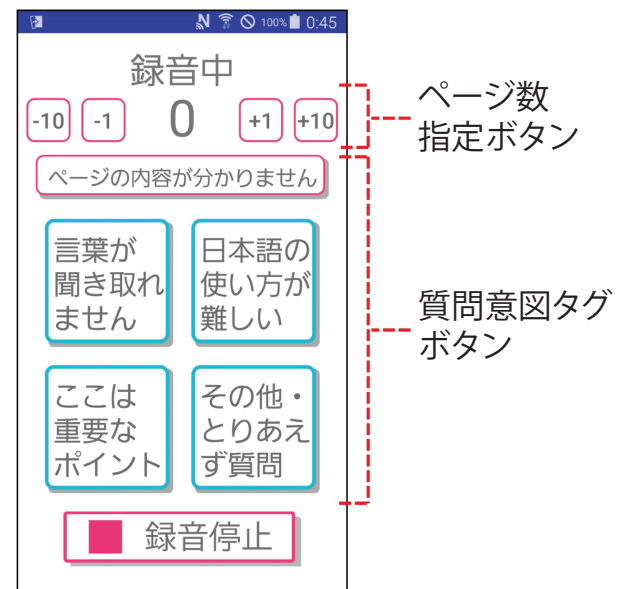 100% 0:45
録音中
-10 -1 0 +1 +10
ページ数
指定ボタン
ページの内容が分かりません
言葉が
聞き取れ
ません
日本語の
使い方が
難しい
質問意図タグ
ボタン
ここは
重要な
ポイント
その他・
とりあえ
ず質問
録音停止